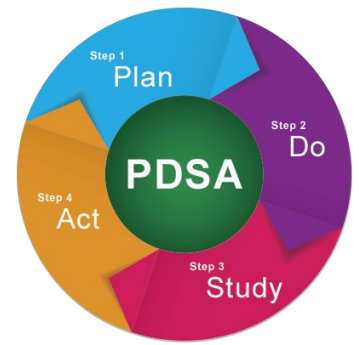 Step 1
Plan
Step 2
Do
PDSA
Step 4
Act
Step 3
Study